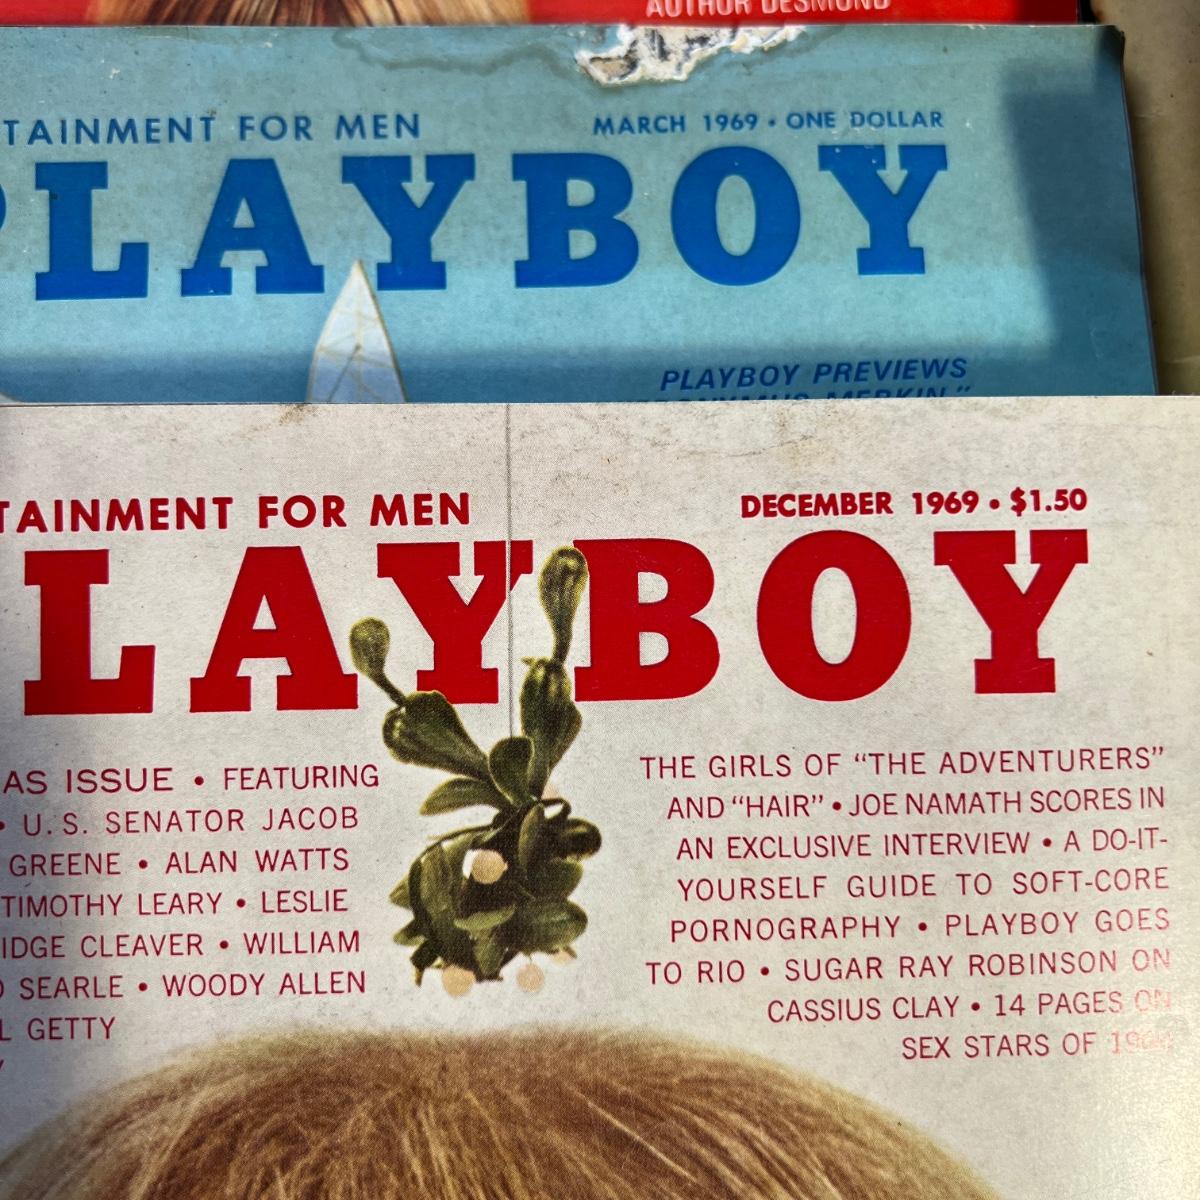 AUTHOR DESMOND
TAINMENT FOR MEN
MARCH 1969 • ONE DOLLAR
PLAYBOY
PLAYBOY PREVIEWS
MERKIN."
TAINMENT FOR MEN
DECEMBER 1969 • $1.50
LAYBOY
AS ISSUE • FEATURING
• U.S. SENATOR JACOB
GREENE • ALAN WATTS
TIMOTHY LEARY • LESLIE
IDGE CLEAVER • WILLIAM
SEARLE • WOODY ALLEN
L GETTY
THE GIRLS OF "THE ADVENTURERS"
AND "HAIR" • JOE NAMATH SCORES IN
AN EXCLUSIVE INTERVIEW • A DO-IT-
YOURSELF GUIDE TO SOFT-CORE
PORNOGRAPHY • PLAYBOY GOES
TO RIO • SUGAR RAY ROBINSON ON
CASSIUS CLAY • 14 PAGES ON
SEX STARS OF